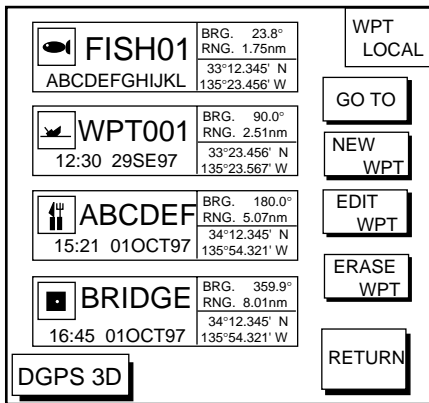 FISH01
ABCDEFGHIJKL
BRG. 23.8°
RNG. 1.75nm
33°12.345' N
135°23.456' W
WPT001
12:30 29SE97
BRG. 90.0°
RNG. 2.51nm
33°23.456' N
135°23.567' W
ABCDEF
15:21 01OCT97
BRG. 180.0°
RNG. 5.07nm
34°12.345' N
135°54.321' W
BRIDGE
16:45 01OCT97
BRG. 359.9°
RNG. 8.01nm
34°12.345' N
135°54.321' W
DGPS 3D
WPT
LOCAL
GO TO
NEW
WPT
EDIT
WPT
ERASE
WPT
RETURN